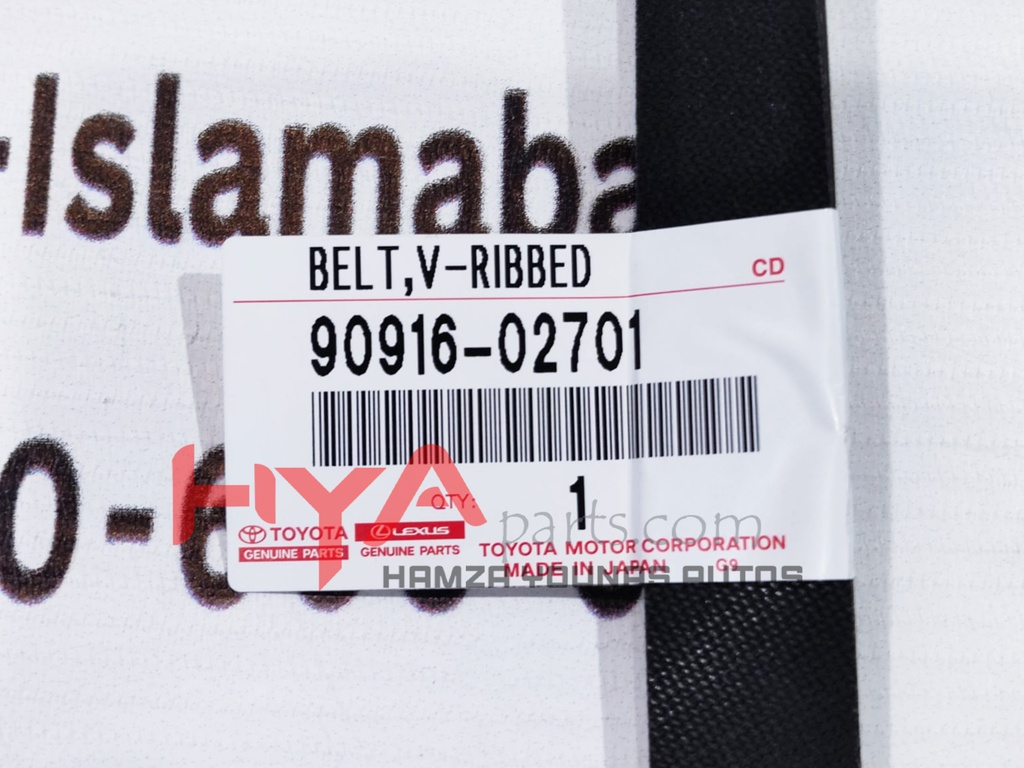 -Islamaba
BELT,V-RIBBED
CD
90916-02701
HYA
QTY: 1
parts.com
TOYOTA LEXUS
GENUINE PARTS GENUINE PARTS
TOYOTA MOTOR CORPORATION
MADE IN JAPAN G9
HAMZA YOUNAS AUTOS